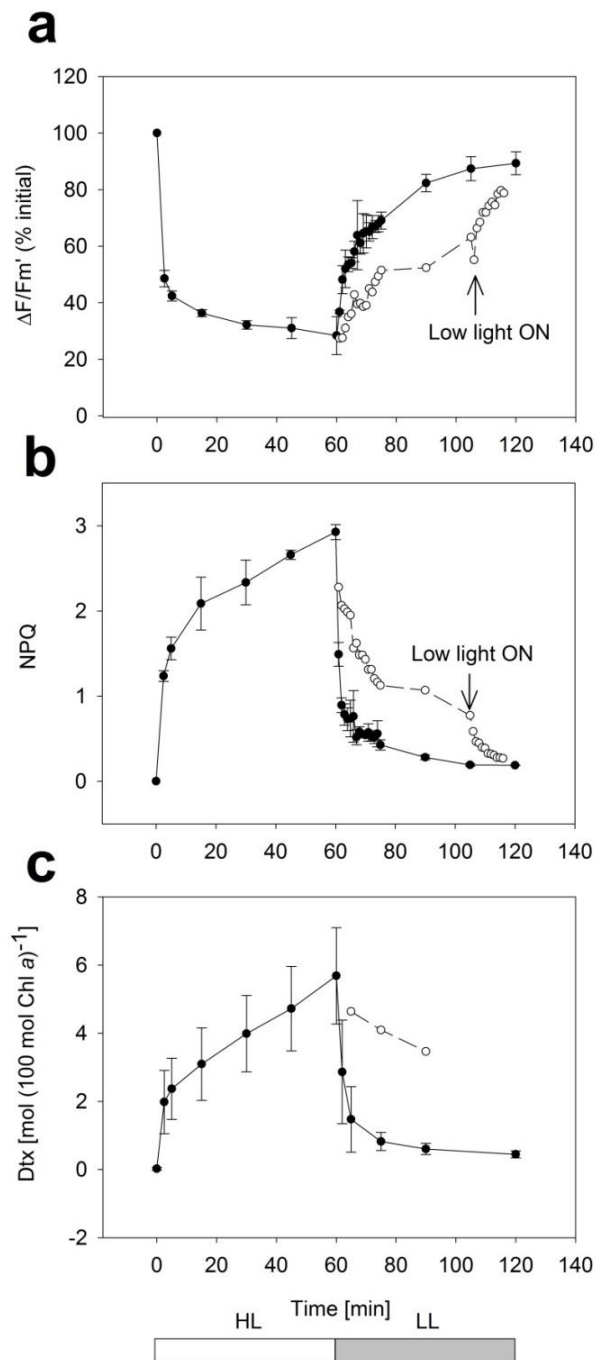 a
120
100
80
60
40
20
0
ΔF/Fm' (% initial)
Low light ON
0 20 40 60 80 100 120 140
b
3
2
1
0
NPQ
Low light ON
0 20 40 60 80 100 120 140
c
8
6
4
2
0
-2
Dtx [mol (100 mol Chl a)⁻¹
0 20 40 60 80 100 120 140
Time [min]
HL LL